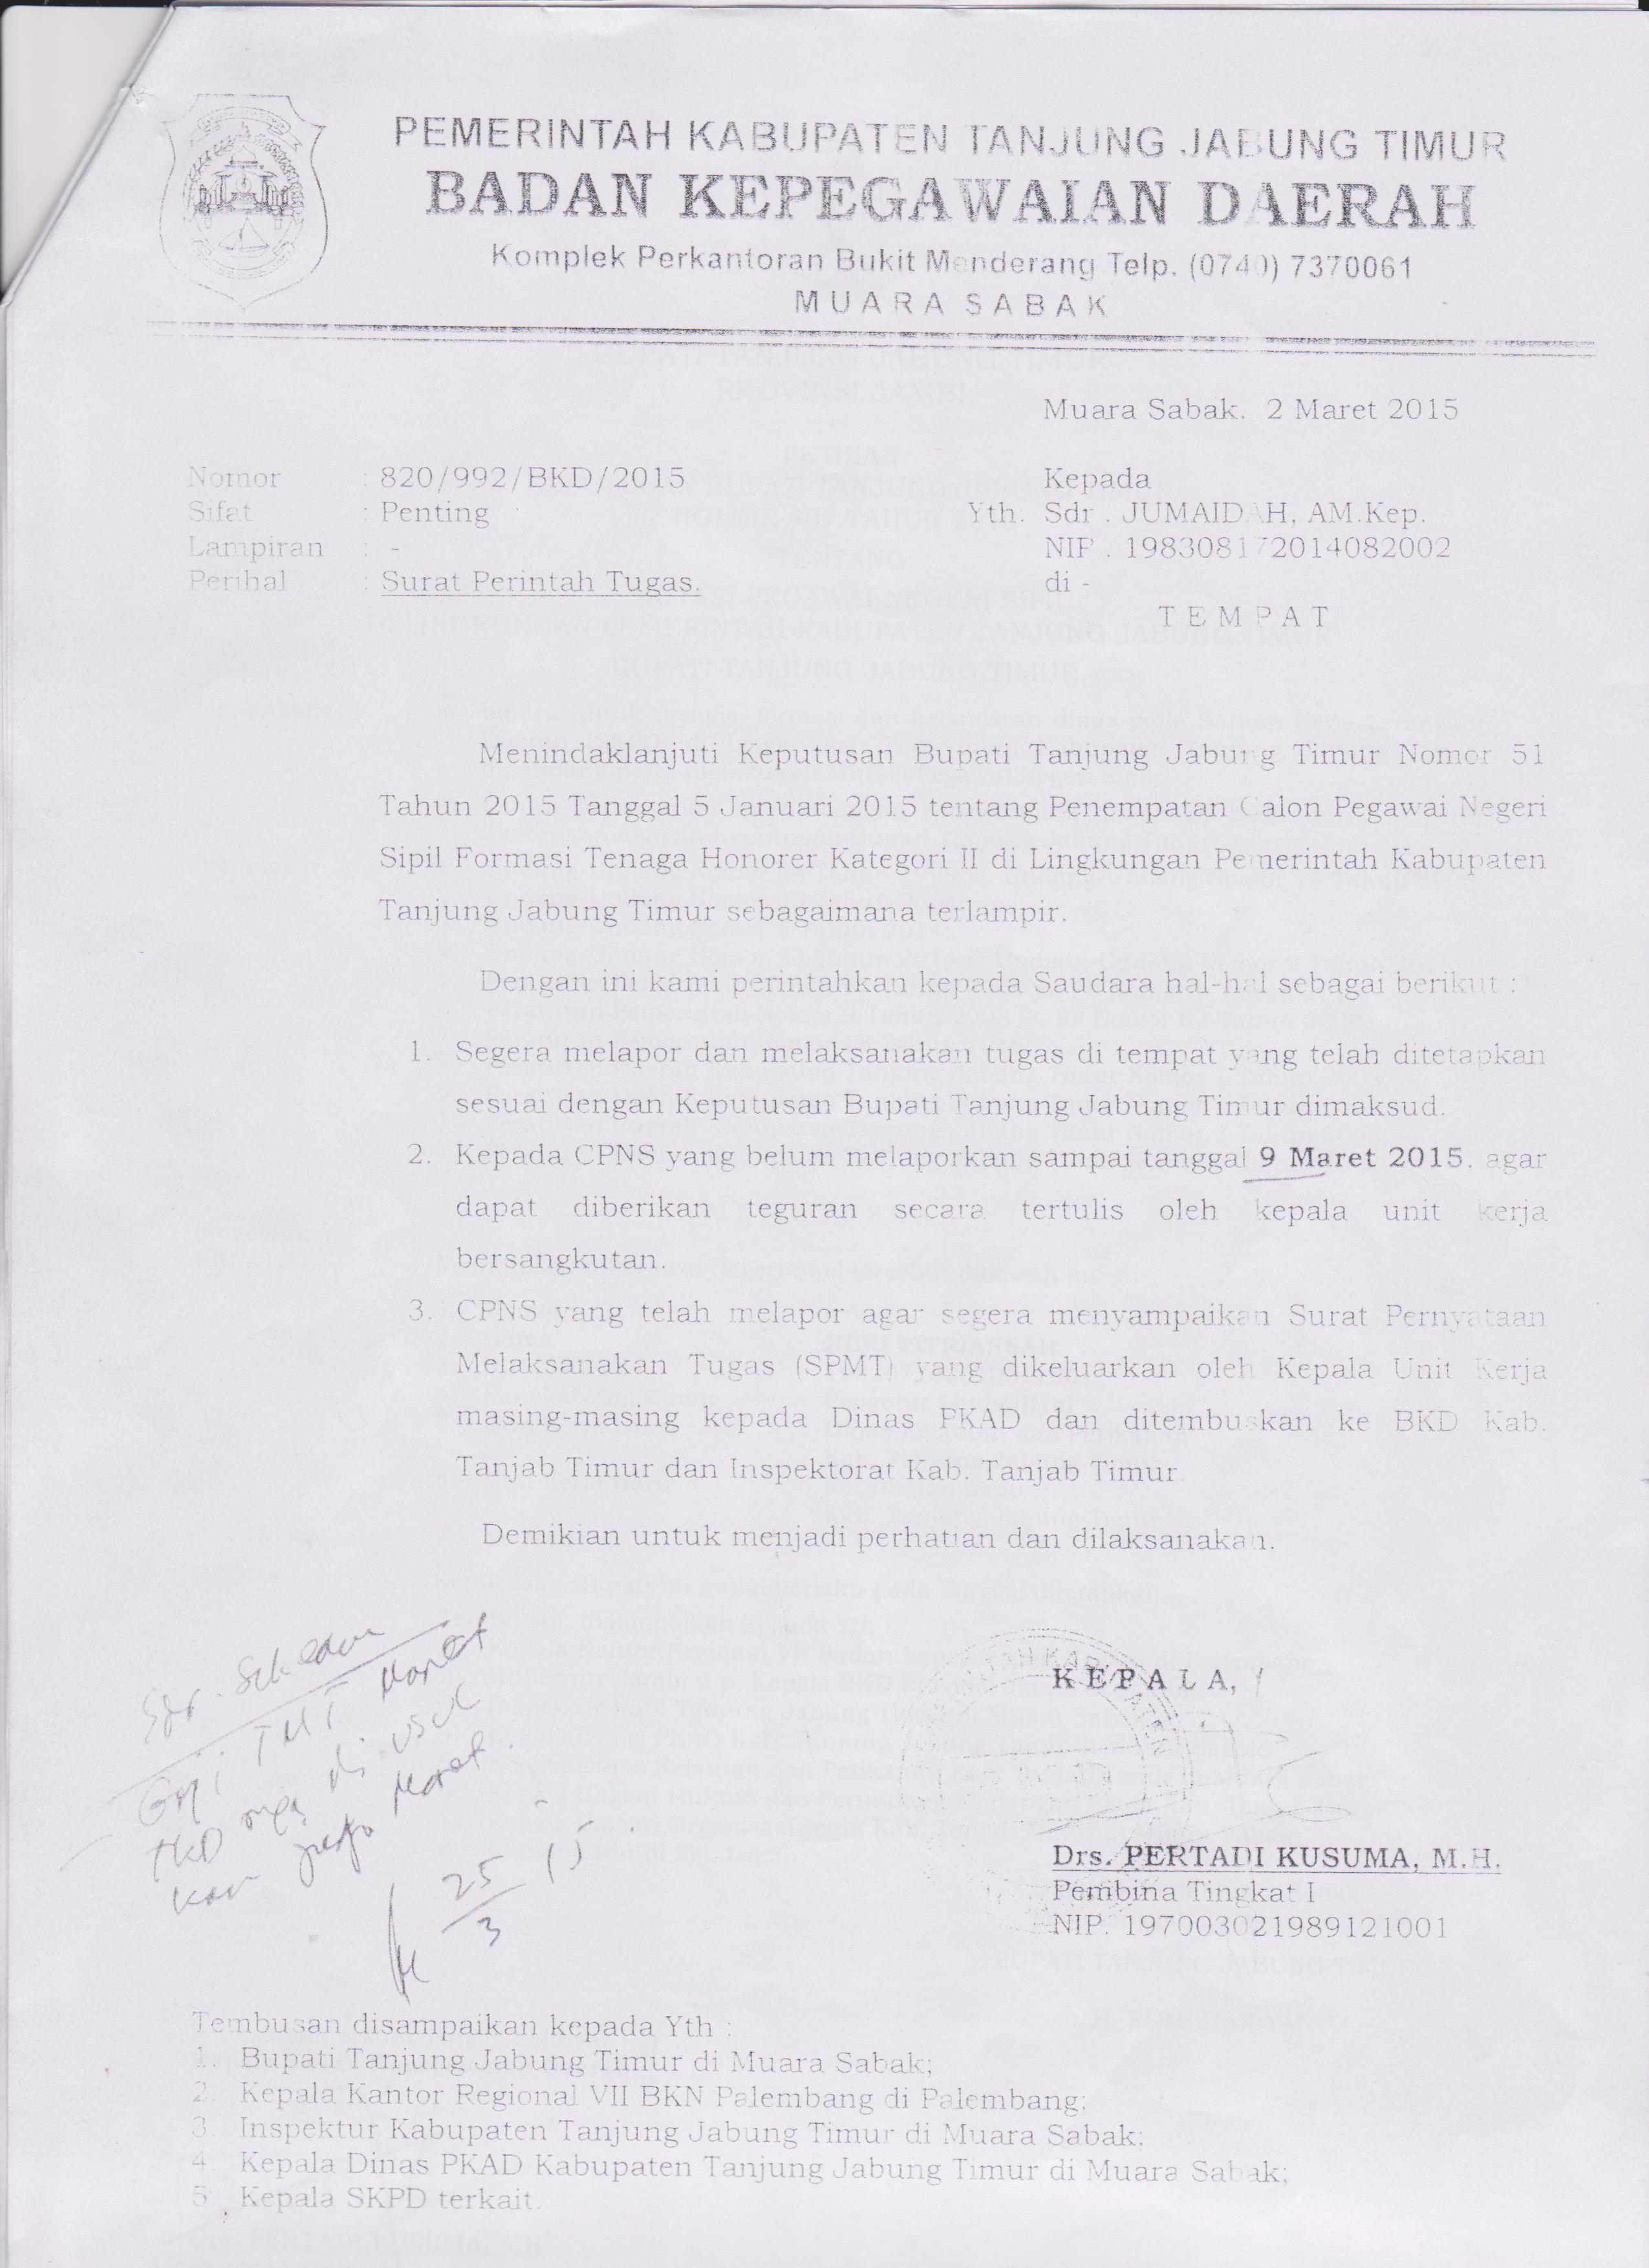 PEMERINTAH KABUPATEN TANJUNG JABUNG TIMUR
BADAN KEPEGAWAIAN DAERAH
Komplek Perkantoran Bukit Menderang Telp. (0740) 7370061
MUARA SABAK
Muara Sabak. 2 Maret 2015
Nomor : 820/992/BKD/2015
Sifat : Penting
Lampiran : -
Perihal : Surat Perintah Tugas.
Kepada
Yth. Sdr . JUMAIDAH, AM.Kep.
NIP . 198308172014082002
di -
TEMPAT
Menindaklanjuti Keputusan Bupati Tanjung Jabung Timur Nomor 51
Tahun 2015 Tanggal 5 Januari 2015 tentang Penempatan Calon Pegawai Negeri
Sipil Formasi Tenaga Honorer Kategori II di Lingkungan Pemerintah Kabupaten
Tanjung Jabung Timur sebagaimana terlampir.
Dengan ini kami perintahkan kepada Saudara hal-hal sebagai berikut :
1. Segera melapor dan melaksanakan tugas di tempat yang telah ditetapkan
sesuai dengan Keputusan Bupati Tanjung Jabung Timur dimaksud.
2. Kepada CPNS yang belum melaporkan sampai tanggal 9 Maret 2015. agar
dapat diberikan teguran secara tertulis oleh kepala unit kerja
bersangkutan.
3. CPNS yang telah melapor agar segera menyampaikan Surat Pernyataan
Melaksanakan Tugas (SPMT) yang dikeluarkan oleh Kepala Unit Kerja
masing-masing kepada Dinas PKAD dan ditembuskan ke BKD Kab.
Tanjab Timur dan Inspektorat Kab. Tanjab Timur
Demikian untuk menjadi perhatian dan dilaksanakan.
KEPALA,
Drs. PERTADI KUSUMA, M.H.
Pembina Tingkat I
NIP. 197003021989121001
Sdr.
Gaji TMT Maret
TKD di usul
kan Maret.
25/3 15.
Tembusan disampaikan kepada Yth :
1. Bupati Tanjung Jabung Timur di Muara Sabak;
2. Kepala Kantor Regional VII BKN Palembang di Palembang;
3. Inspektur Kabupaten Tanjung Jabung Timur di Muara Sabak;
4 Kepala Dinas PKAD Kabupaten Tanjung Jabung Timur di Muara Sabak;
5 Kepala SKPD terkait.